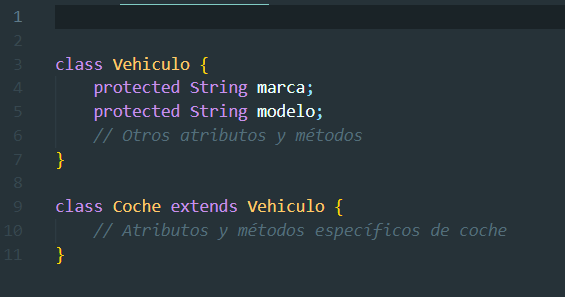 1
2
3 class Vehiculo {
4 protected String marca;
5 protected String modelo;
6 // Otros atributos y métodos
7 }
8
9 class Coche extends Vehiculo {
10 // Atributos y métodos específicos de coche
11 }